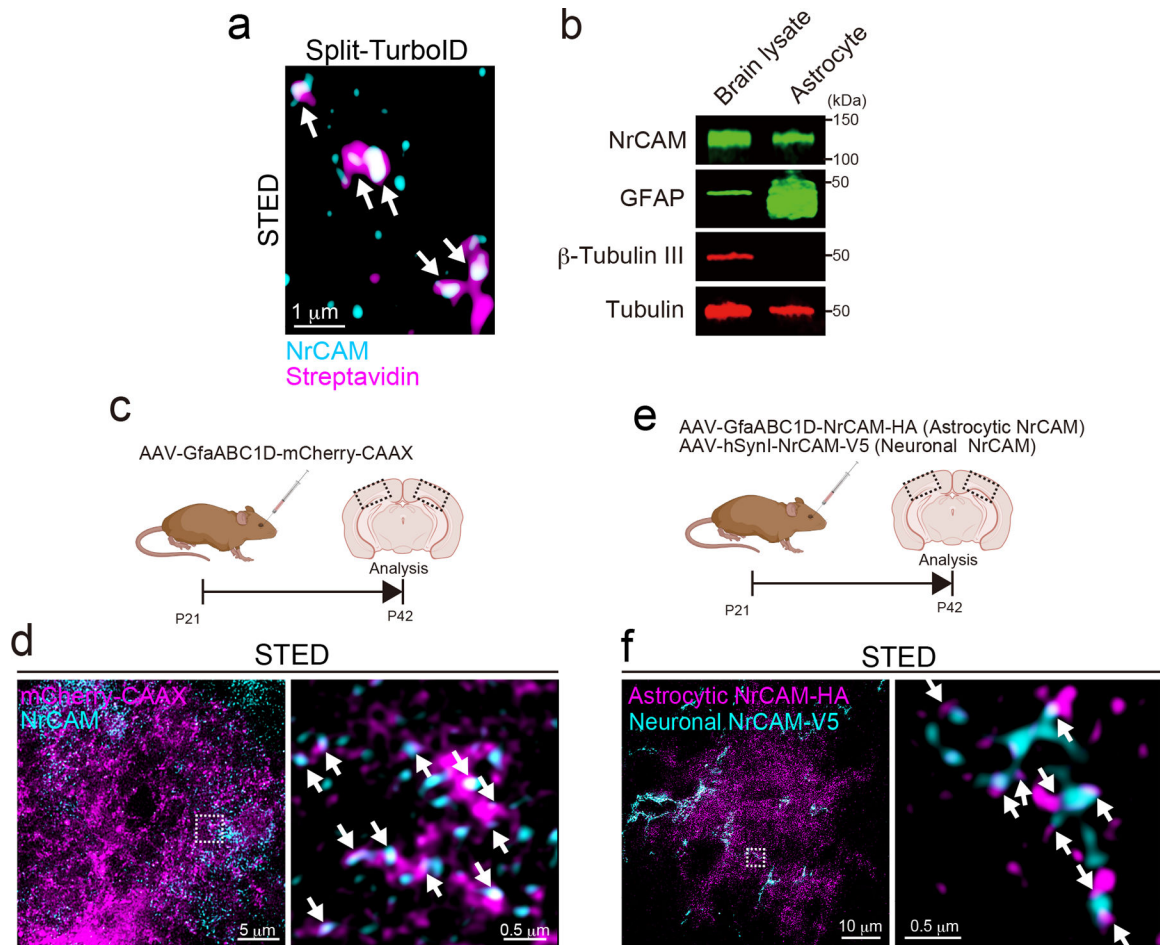 a
Split-TurboID
STED
1 μm
NrCAM
Streptavidin
b
Brain lysate
Astrocyte
(kDa)
NrCAM
150
100
GFAP
50
β-Tubulin III
50
Tubulin
50
c
AAV-GfaABC1D-mCherry-CAAX
Analysis
P21
P42
e
AAV-GfaABC1D-NrCAM-HA (Astrocytic NrCAM)
AAV-hSynI-NrCAM-V5 (Neuronal NrCAM)
Analysis
P21
P42
d
STED
mCherry-CAAX
NrCAM
5 μm
0.5 μm
f
STED
Astrocytic NrCAM-HA
Neuronal NrCAM-V5
10 μm
0.5 μm